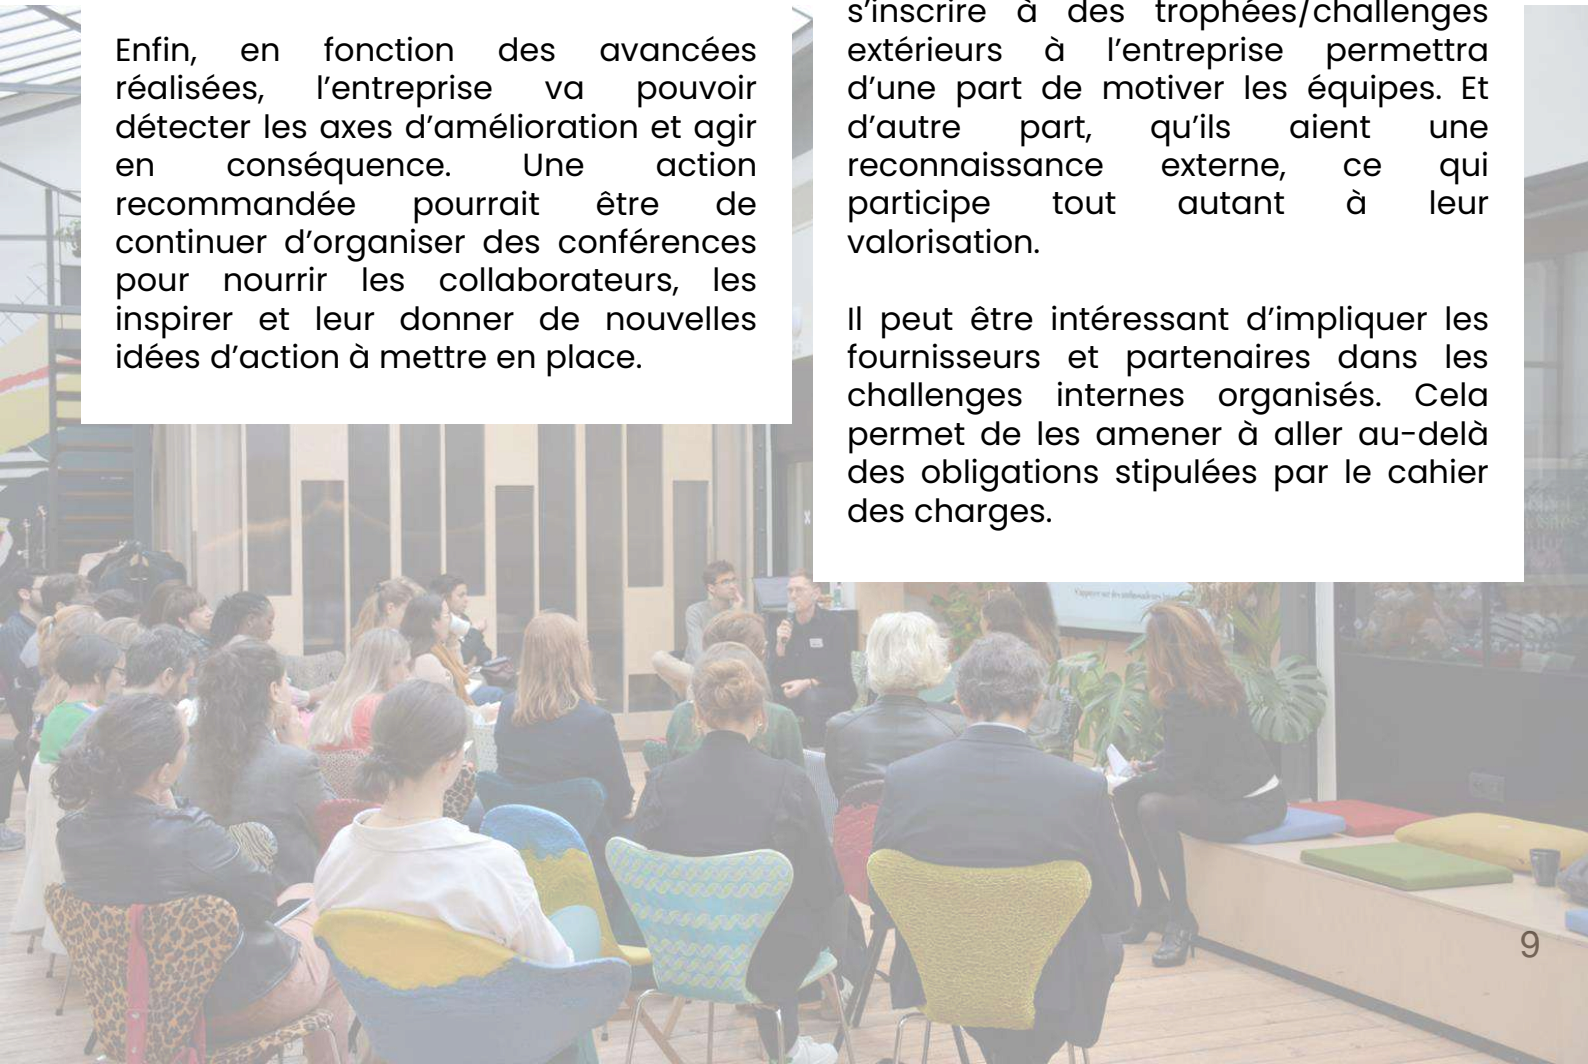 Enfin, en fonction des avancées
réalisées, l’entreprise va pouvoir
détecter les axes d’amélioration et agir
en conséquence. Une action
recommandée pourrait être de
continuer d’organiser des conférences
pour nourrir les collaborateurs, les
inspirer et leur donner de nouvelles
idées d’action à mettre en place.
s’inscrire à des trophées/challenges
extérieurs à l’entreprise permettra
d’une part de motiver les équipes. Et
d’autre part, qu’ils aient une
reconnaissance externe, ce qui
participe tout autant à leur
valorisation.
Il peut être intéressant d’impliquer les
fournisseurs et partenaires dans les
challenges internes organisés. Cela
permet de les amener à aller au-delà
des obligations stipulées par le cahier
des charges.
9